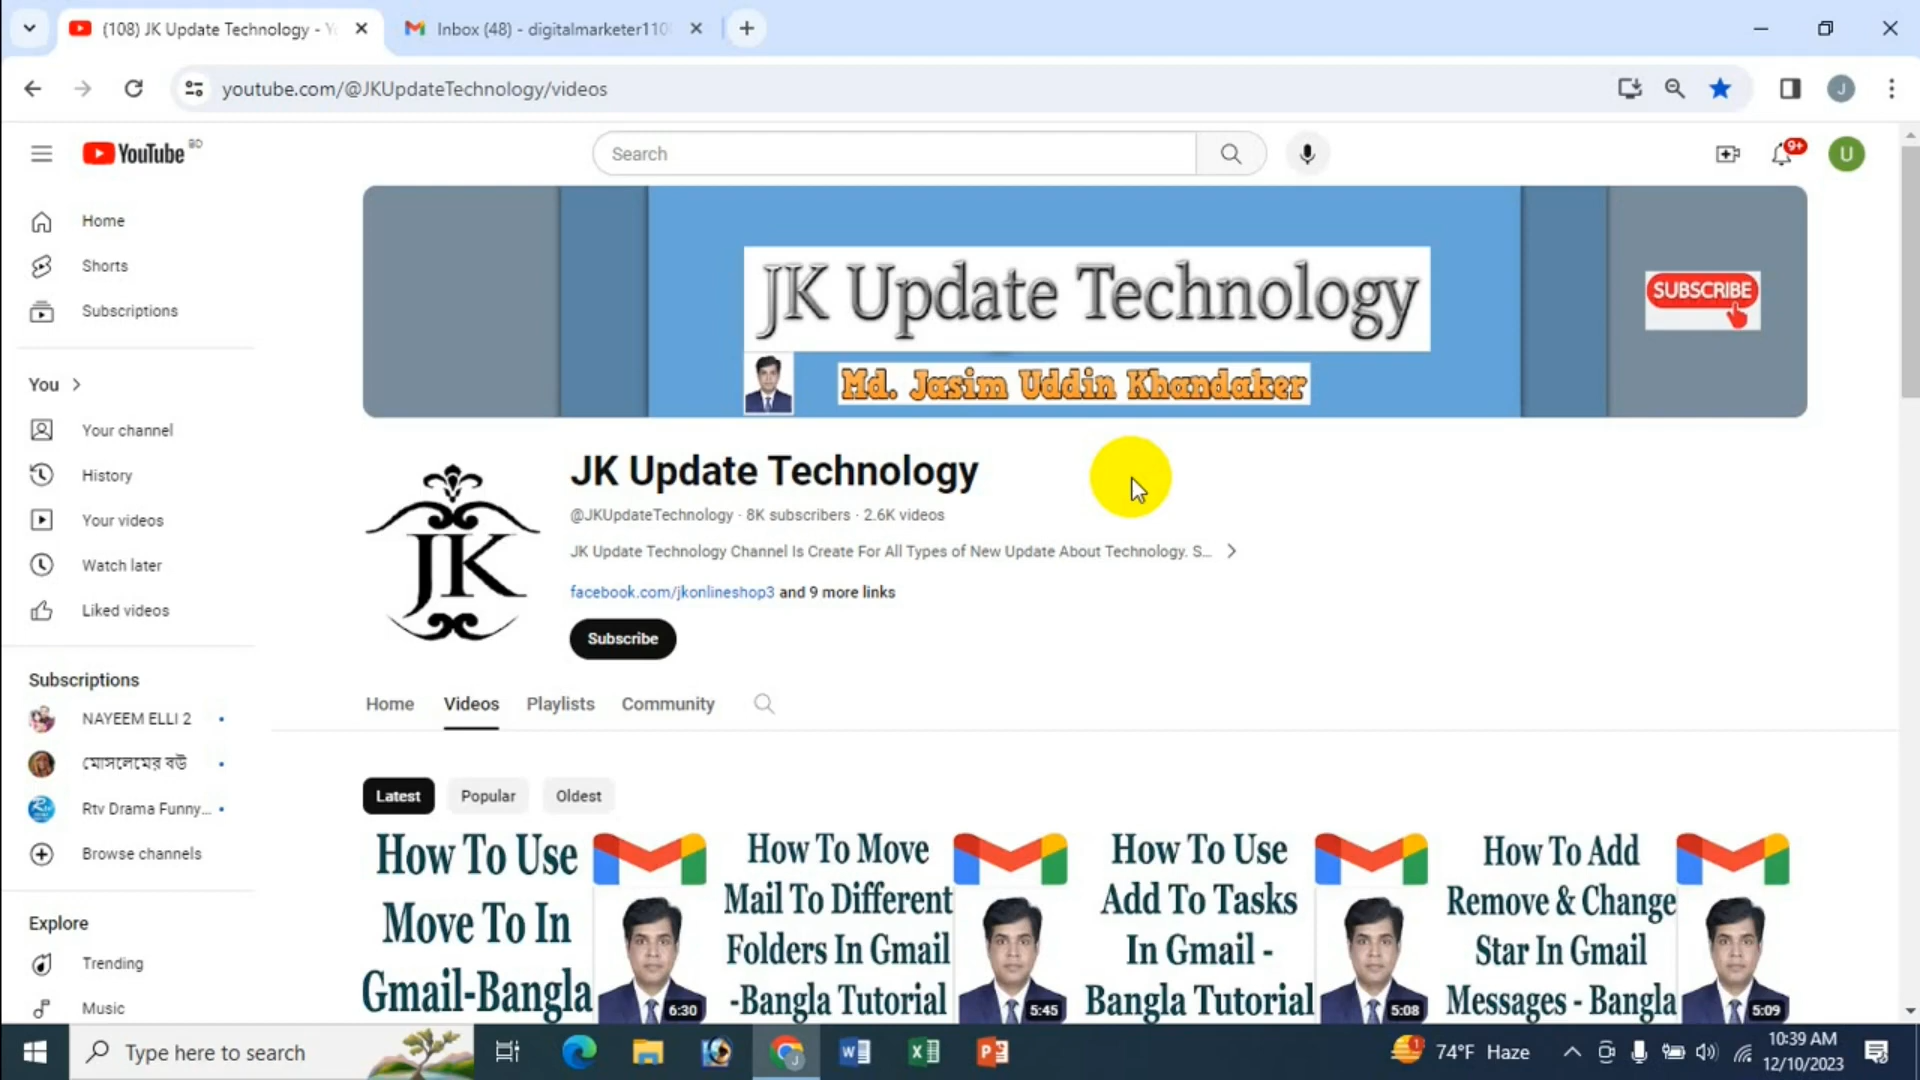 (108) JK Update Technology - Y
Inbox (48) - digitalmarketer110
youtube.com/@JKUpdateTechnology/videos
J
YouTube BD
Search
9+
U
Home
Shorts
Subscriptions
You
Your channel
History
Your videos
Watch later
Liked videos
Subscriptions
NAYEEM ELLI 2
মোসলেমের বউ
Rtv Drama Funny...
Browse channels
Explore
Trending
Music
JK Update Technology
Md. Jasim Uddin Khandaker
SUBSCRIBE
JK
JK Update Technology
@JKUpdateTechnology · 8K subscribers · 2.6K videos
JK Update Technology Channel Is Create For All Types of New Update About Technology. S...
facebook.com/jkonlineshop3 and 9 more links
Subscribe
Home Videos Playlists Community
Latest Popular Oldest
How To Use
Move To In
Gmail-Bangla
6:30
How To Move
Mail To Different
Folders In Gmail
-Bangla Tutorial
5:45
How To Use
Add To Tasks
In Gmail -
Bangla Tutorial
5:08
How To Add
Remove & Change
Star In Gmail
Messages - Bangla
5:09
Type here to search
74°F Haze
10:39 AM
12/10/2023